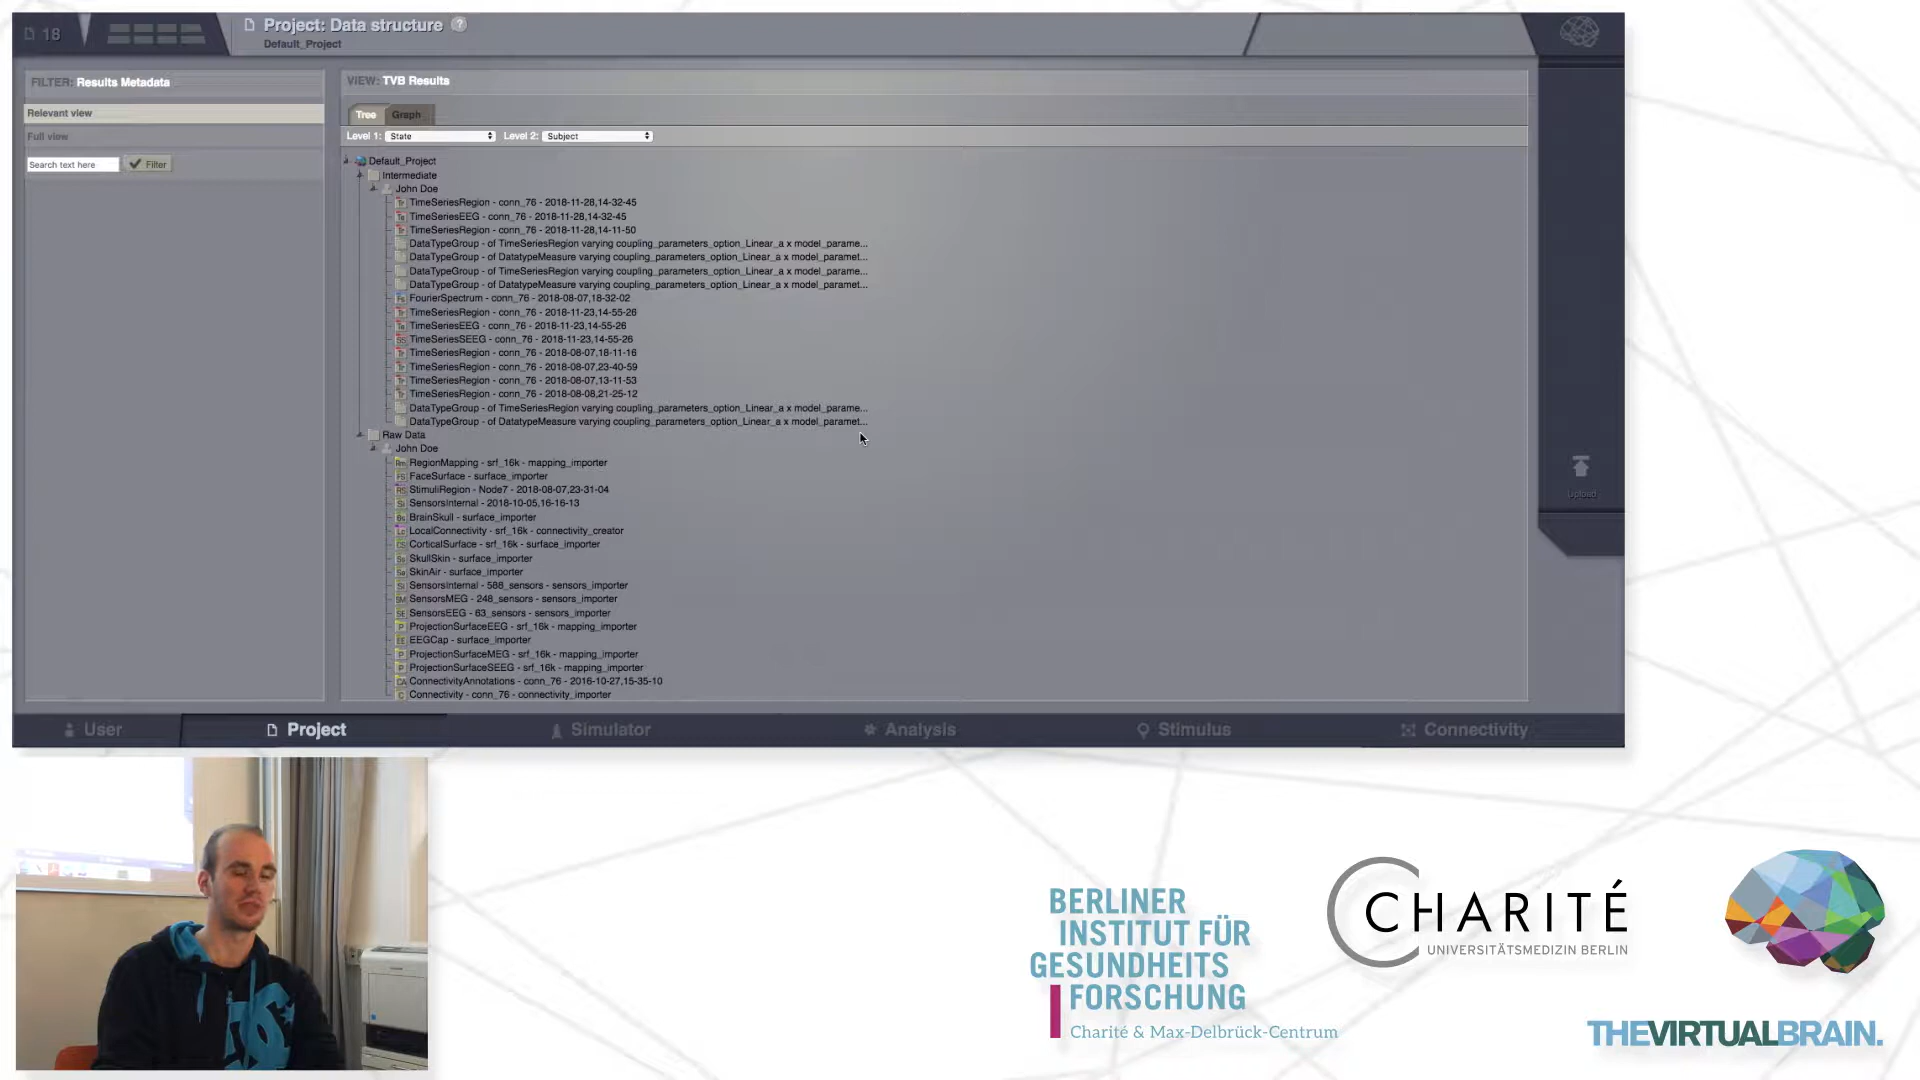 18
Project: Data structure ?
Default_Project
FILTER: Results Metadata
Relevant view
Full view
Search text here
Filter
VIEW: TVB Results
Tree Graph
Level 1: State Level 2: Subject
Default_Project
Intermediate
John Doe
TimeSeriesRegion - conn_76 - 2018-11-28,14-32-45
TimeSeriesEEG - conn_76 - 2018-11-28,14-32-45
TimeSeriesRegion - conn_76 - 2018-11-28,14-11-50
DataTypeGroup - of TimeSeriesRegion varying coupling_parameters_option_Linear_a x model_parame...
DataTypeGroup - of DatatypeMeasure varying coupling_parameters_option_Linear_a x model_paramet...
DataTypeGroup - of TimeSeriesRegion varying coupling_parameters_option_Linear_a x model_parame...
DataTypeGroup - of DatatypeMeasure varying coupling_parameters_option_Linear_a x model_paramet...
FourierSpectrum - conn_76 - 2018-08-07,18-32-02
TimeSeriesRegion - conn_76 - 2018-11-23,14-55-26
TimeSeriesEEG - conn_76 - 2018-11-23,14-55-26
TimeSeriesSEEG - conn_76 - 2018-11-23,14-55-26
TimeSeriesRegion - conn_76 - 2018-08-07,18-11-16
TimeSeriesRegion - conn_76 - 2018-08-07,23-40-59
TimeSeriesRegion - conn_76 - 2018-08-07,13-11-53
TimeSeriesRegion - conn_76 - 2018-08-08,21-25-12
DataTypeGroup - of TimeSeriesRegion varying coupling_parameters_option_Linear_a x model_parame...
DataTypeGroup - of DatatypeMeasure varying coupling_parameters_option_Linear_a x model_paramet...
Raw Data
John Doe
RegionMapping - srf_16k - mapping_importer
FaceSurface - surface_importer
StimuliRegion - Node7 - 2018-08-07,23-31-04
SensorsInternal - 2018-10-05,16-16-13
BrainSkull - surface_importer
LocalConnectivity - srf_16k - connectivity_creator
CorticalSurface - srf_16k - surface_importer
SkullSkin - surface_importer
SkinAir - surface_importer
SensorsInternal - 588_sensors - sensors_importer
SensorsMEG - 248_sensors - sensors_importer
SensorsEEG - 63_sensors - sensors_importer
ProjectionSurfaceEEG - srf_16k - mapping_importer
EEGCap - surface_importer
ProjectionSurfaceMEG - srf_16k - mapping_importer
ProjectionSurfaceSEEG - srf_16k - mapping_importer
ConnectivityAnnotations - conn_76 - 2016-10-27,15-35-10
Connectivity - conn_76 - connectivity_importer
Upload
User Project Simulator Analysis Stimulus Connectivity
BERLINER
INSTITUT FÜR
GESUNDHEITS
FORSCHUNG
Charité & Max-Delbrück-Centrum
CHARITÉ
UNIVERSITÄTSMEDIZIN BERLIN
THEVIRTUALBRAIN.